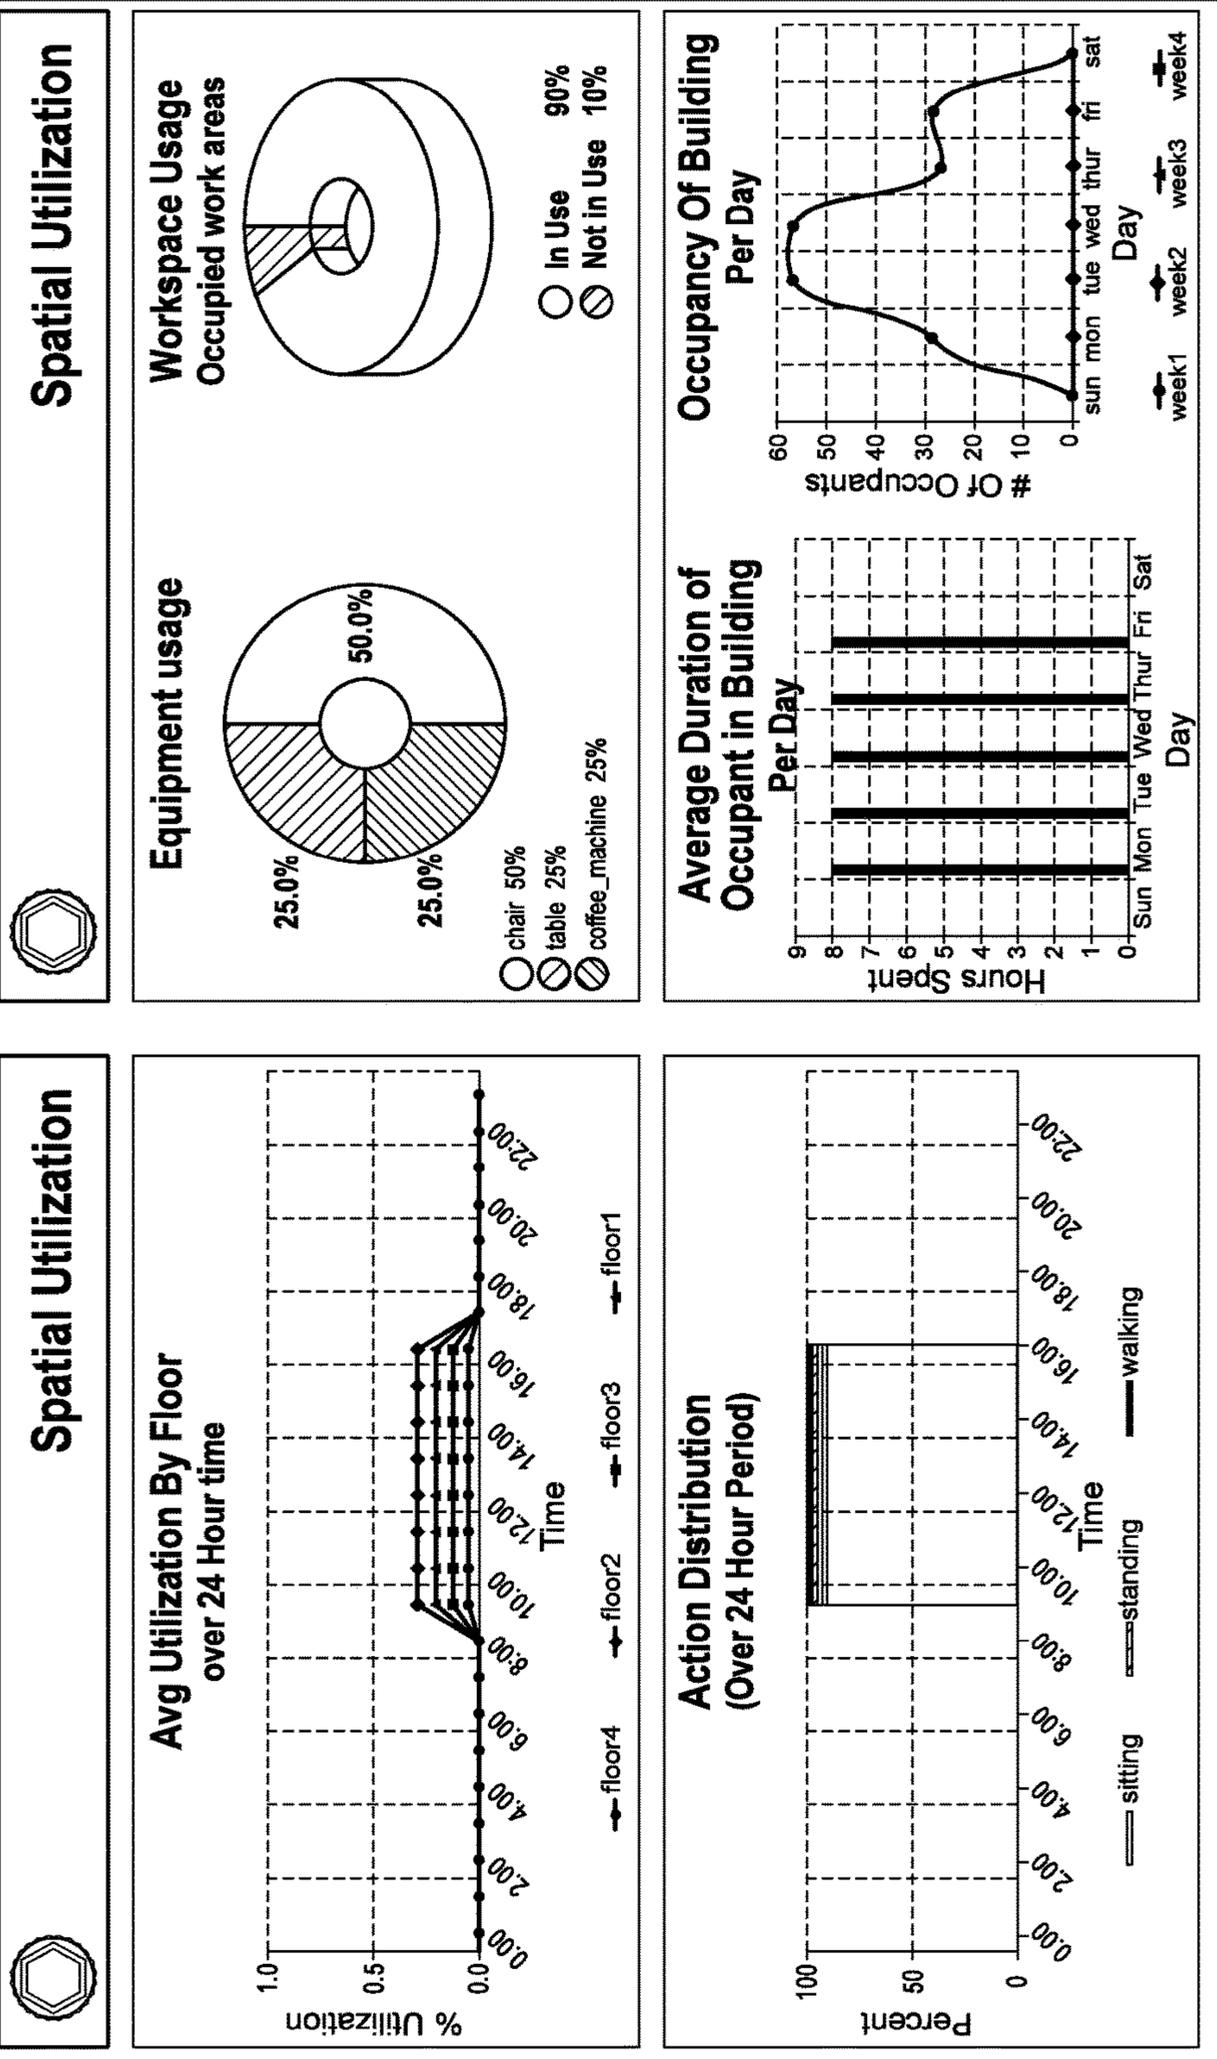 Spatial Utilization
Avg Utilization By Floor
over 24 Hour time
% Utilization
1.0
0.5
0.0
0.00
2.00
4.00
6.00
8:00
10.00
12.00
14.00
16.00
18.00
20.00
22:00
Time
floor4
floor2
floor3
floor1
Action Distribution
(Over 24 Hour Period)
Percent
100
50
0
0.00
2.00
4.00
6.00
8:00
10.00
12.00
14.00
16.00
18.00
20.00
22:00
Time
sitting
standing
walking
Spatial Utilization
Equipment usage
25.0%
50.0%
25.0%
chair 50%
table 25%
coffee_machine 25%
Workspace Usage
Occupied work areas
In Use 90%
Not in Use 10%
Average Duration of
Occupant in Building
Per Day
Hours Spent
9
8
7
6
5
4
3
2
1
0
Sun Mon Tue Wed Thur Fri Sat
Day
Occupancy Of Building
Per Day
# Of Occupants
60
50
40
30
20
10
0
sun mon tue wed thur fri sat
Day
week1 week2 week3 week4